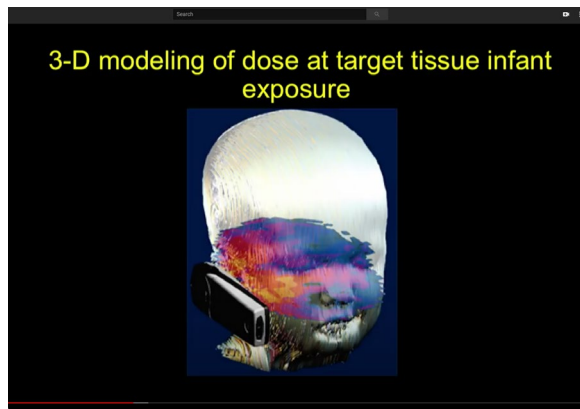 Search
3-D modeling of dose at target tissue infant
exposure